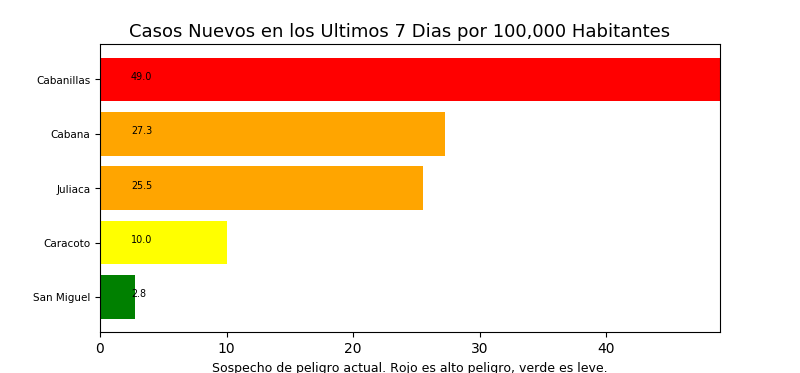 Casos Nuevos en los Ultimos 7 Dias por 100,000 Habitantes
Cabanillas 49.0
Cabana 27.3
Juliaca 25.5
Caracoto 10.0
San Miguel 2.8
0 10 20 30 40
Sospecho de peligro actual. Rojo es alto peligro, verde es leve.